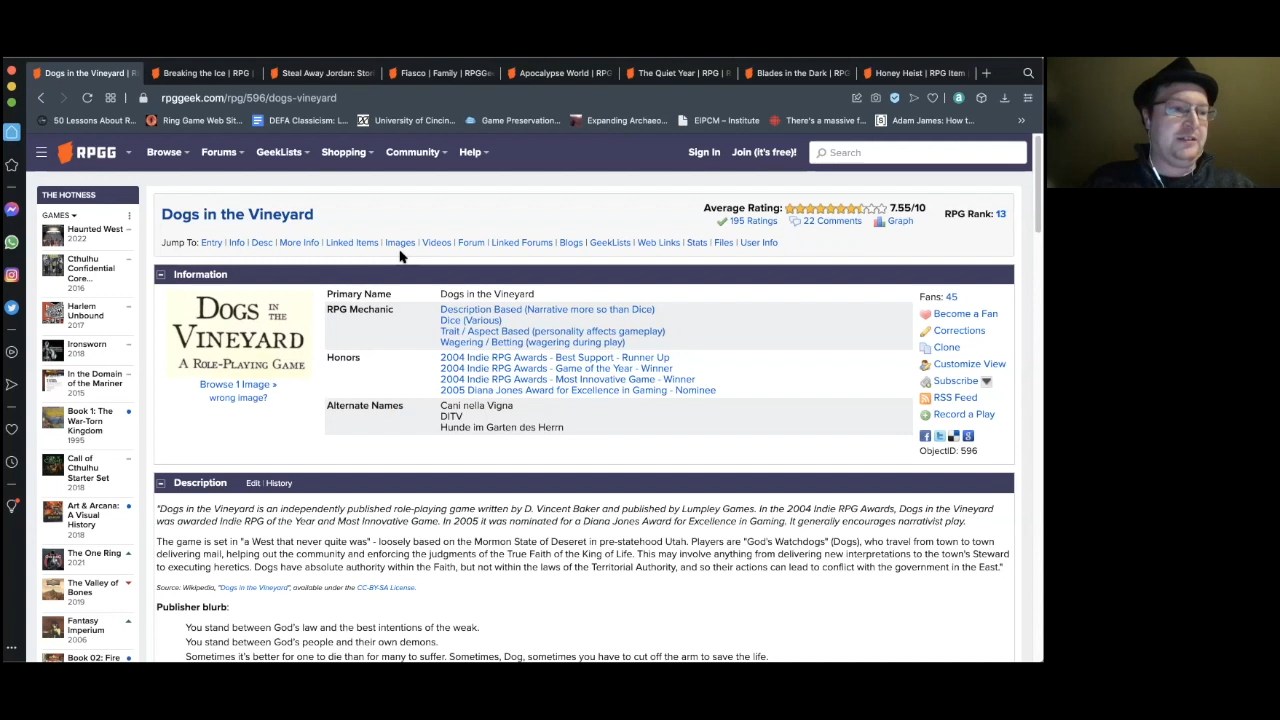 Dogs in the Vineyard | R
Breaking the Ice | RPG |
Steal Away Jordan: Stor
Fiasco | Family | RPGGe
Apocalypse World | RPG
The Quiet Year | RPG | R
Blades in the Dark | RPG
Honey Heist | RPG Item |
rpggeek.com/rpg/596/dogs-vineyard
50 Lessons About R...
Ring Game Web Sit...
DEFA Classicism: L...
University of Cincin...
Game Preservation...
Expanding Archaeo...
EIPCM – Institute
There's a massive f...
Adam James: How t...
RPGG
Browse
Forums
GeekLists
Shopping
Community
Help
Sign In
Join (it's free!)
Search
THE HOTNESS
GAMES
Haunted West
2022
Cthulhu
Confidential
Core...
2016
Harlem
Unbound
2017
Ironsworn
2018
In the Domain
of the Mariner
2015
Book 1: The
War-Torn
Kingdom
1995
Call of
Cthulhu
Starter Set
2018
Art & Arcana:
A Visual
History
2018
The One Ring
2021
The Valley of
Bones
2019
Fantasy
Imperium
2006
Book 02: Fire
Dogs in the Vineyard
Average Rating: 7.55/10
195 Ratings 22 Comments Graph
RPG Rank: 13
Jump To: Entry | Info | Desc | More Info | Linked Items | Images | Videos | Forum | Linked Forums | Blogs | GeekLists | Web Links | Stats | Files | User Info
Information
DOGS IN THE
VINEYARD
A ROLE-PLAYING GAME
Browse 1 Image »
wrong image?
Primary Name Dogs in the Vineyard
RPG Mechanic Description Based (Narrative more so than Dice)
Dice (Various)
Trait / Aspect Based (personality affects gameplay)
Wagering / Betting (wagering during play)
Honors 2004 Indie RPG Awards - Best Support - Runner Up
2004 Indie RPG Awards - Game of the Year - Winner
2004 Indie RPG Awards - Most Innovative Game - Winner
2005 Diana Jones Award for Excellence in Gaming - Nominee
Alternate Names Cani nella Vigna
DITV
Hunde im Garten des Herrn
Fans: 45
Become a Fan
Corrections
Clone
Customize View
Subscribe
RSS Feed
Record a Play
ObjectID: 596
Description Edit | History
"Dogs in the Vineyard is an independently published role-playing game written by D. Vincent Baker and published by Lumpley Games. In the 2004 Indie RPG Awards, Dogs in the Vineyard
was awarded Indie RPG of the Year and Most Innovative Game. In 2005 it was nominated for a Diana Jones Award for Excellence in Gaming. It generally encourages narrativist play.
The game is set in "a West that never quite was" - loosely based on the Mormon State of Deseret in pre-statehood Utah. Players are "God's Watchdogs" (Dogs), who travel from town to town
delivering mail, helping out the community and enforcing the judgments of the True Faith of the King of Life. This may involve anything from delivering new interpretations to the town's Steward
to executing heretics. Dogs have absolute authority within the Faith, but not within the laws of the Territorial Authority, and so their actions can lead to conflict with the government in the East."
Source: Wikipedia, "Dogs in the Vineyard", available under the CC-BY-SA License.
Publisher blurb:
You stand between God's law and the best intentions of the weak.
You stand between God's people and their own demons.
Sometimes it's better for one to die than for many to suffer. Sometimes, Dog, sometimes you have to cut off the arm to save the life.